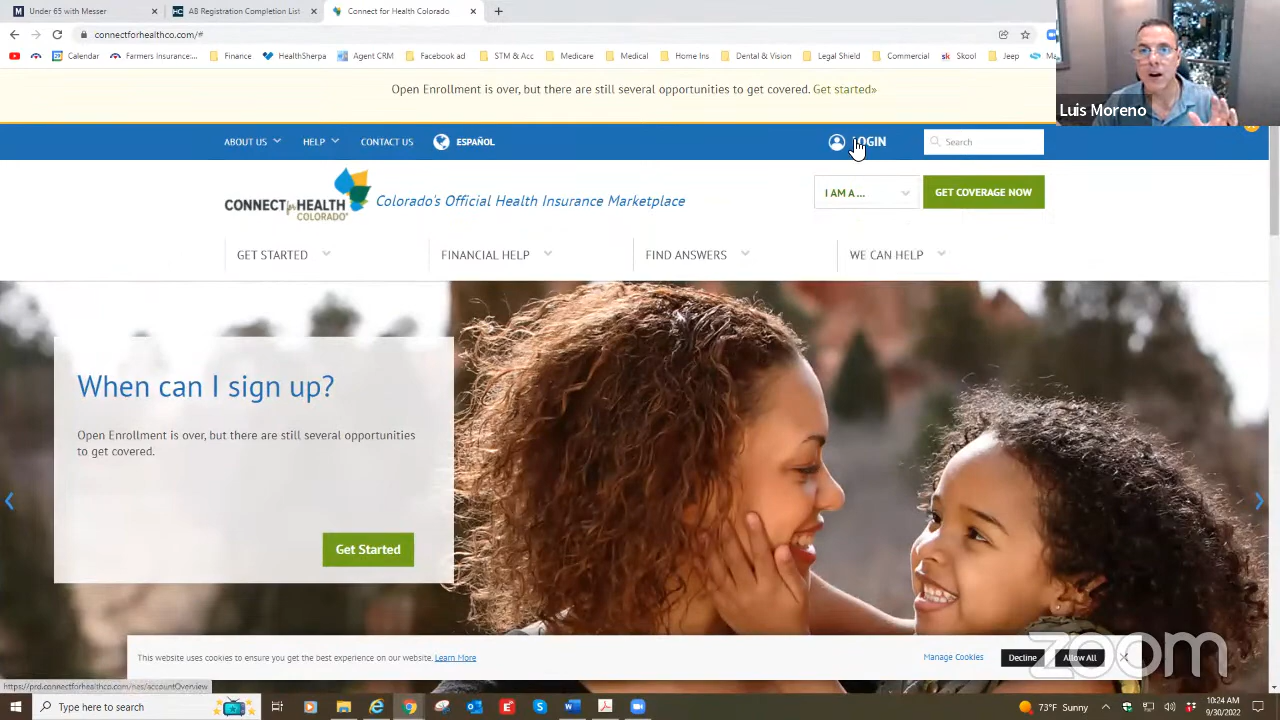 Under 65 with Messer
AB Registration Completion List
Connect for Health Colorado
connectforhealthco.com/#
Calendar
Farmers Insurance:...
Finance
HealthSherpa
Agent CRM
Facebook ad
STM & Acc
Medicare
Medical
Home Ins
Dental & Vision
Legal Shield
Commercial
sk Skool
Jeep
Luis Moreno
Open Enrollment is over, but there are still several opportunities to get covered. Get started»
ABOUT US
HELP
CONTACT US
ESPAÑOL
LOGIN
Search
CONNECT for HEALTH
COLORADO
Colorado's Official Health Insurance Marketplace
I AM A ...
GET COVERAGE NOW
GET STARTED
FINANCIAL HELP
FIND ANSWERS
WE CAN HELP
When can I sign up?
Open Enrollment is over, but there are still several opportunities
to get covered.
Get Started
This website uses cookies to ensure you get the best experience on our website. Learn More
Manage Cookies
Decline
Allow All
zoom
https://prd.connectforhealthco.com/hes/accountOverview
Type here to search
73°F Sunny
10:24 AM
9/30/2022